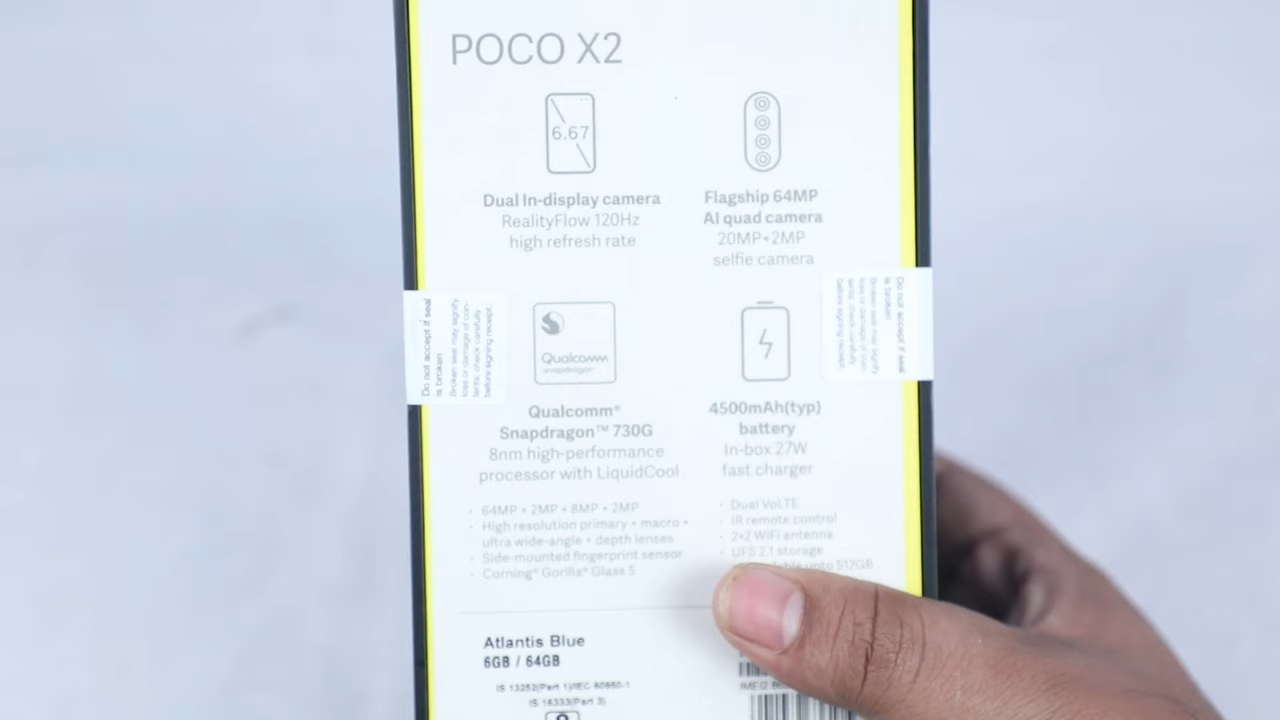 POCO X2
6.67
Dual In-display camera
RealityFlow 120Hz
high refresh rate
Flagship 64MP
AI quad camera
20MP+2MP
selfie camera
Do not accept if seal
is broken
Broken seal may signify
loss or damage of con-
tents, check carefully
before signing receipt.
Do not accept if seal
is broken
Broken seal may signify
loss or damage of con-
tents, check carefully
before signing receipt.
Qualcomm
snapdragon
Qualcomm®
Snapdragon™ 730G
8nm high-performance
processor with LiquidCool
4500mAh(typ)
battery
In-box 27W
fast charger
· 64MP + 2MP + 8MP + 2MP
· High resolution primary + macro +
ultra wide-angle + depth lenses
· Side-mounted fingerprint sensor
· Corning® Gorilla® Glass 5
· Dual VoLTE
· IR remote control
· 2×2 WiFi antenna
· UFS 2.1 storage
upto 512GB
Atlantis Blue
6GB / 64GB
IS 13252(Part 1)/IEC 60950-1
IS 16333(Part 3)
IMEI2